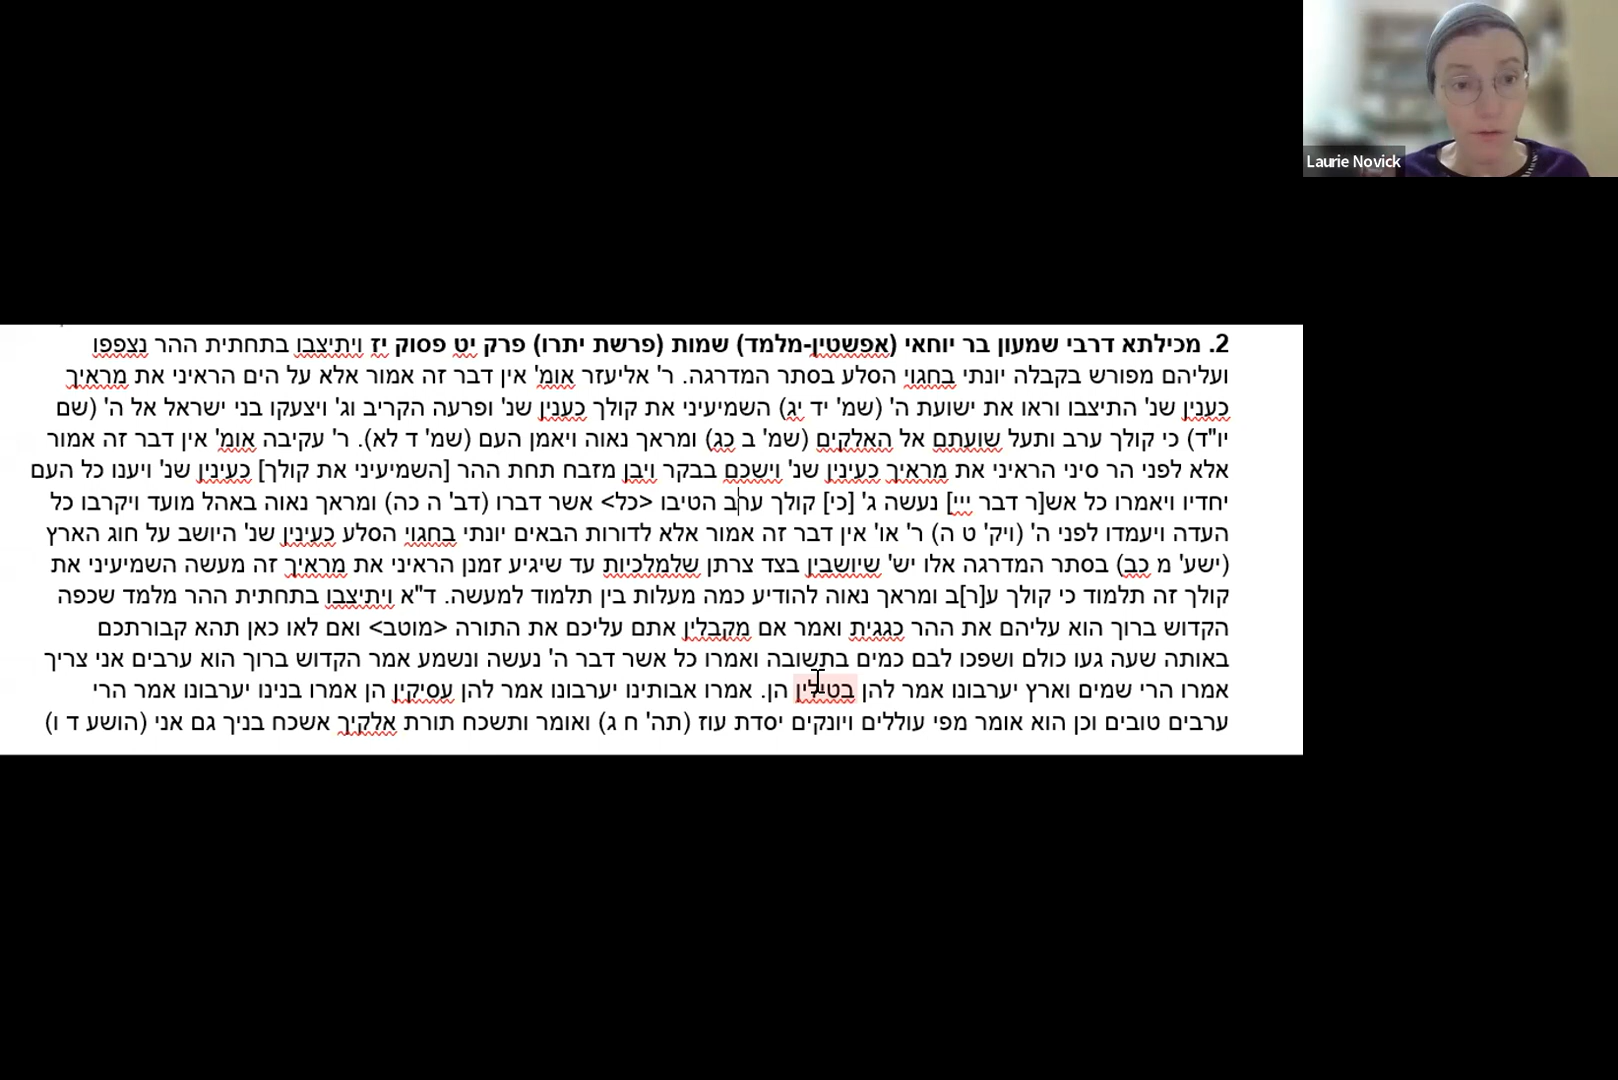 Laurie Novick
2. מכילתא דרבי שמעון בר יוחאי (אפשטין-מלמד) שמות (פרשת יתרו) פרק יט פסוק יז ויתיצבו בתחתית ההר נצפפו
ועליהם מפורש בקבלה יונתי בחגוי הסלע בסתר המדרגה. ר' אליעזר אומ' אין דבר זה אמור אלא על הים הראיני את מראיך
כענין שנ' התיצבו וראו את ישועת ה' (שמ' יד יג) השמיעיני את קולך כענין שנ' ופרעה הקריב וג' ויצעקו בני ישראל אל ה' (שם
יו"ד) כי קולך ערב ותעל שועתם אל האלקים (שמ' ב כג) ומראך נאוה ויאמן העם (שמ' ד לא). ר' עקיבה אומ' אין דבר זה אמור
אלא לפני הר סיני הראיני את מראיך כעינין שנ' וישכם בבקר ויבן מזבח תחת ההר [השמיעיני את קולך] כעינין שנ' ויענו כל העם
יחדיו ויאמרו כל אש[ר דבר ייי] נעשה ג' [כי] קולך ערב הטיבו <כל> אשר דברו (דב' ה כה) ומראך נאוה באהל מועד ויקרבו כל
העדה ויעמדו לפני ה' (ויק' ט ה) ר' או' אין דבר זה אמור אלא לדורות הבאים יונתי בחגוי הסלע כעינין שנ' היושב על חוג הארץ
(ישע' מ כב) בסתר המדרגה אלו יש' שיושבין בצד צרתן שלמלכיות עד שיגיע זמנן הראיני את מראיך זה מעשה השמיעיני את
קולך זה תלמוד כי קולך ע[ר]ב ומראך נאוה להודיע כמה מעלות בין תלמוד למעשה. ד"א ויתיצבו בתחתית ההר מלמד שכפה
הקדוש ברוך הוא עליהם את ההר כגגית ואמר אם מקבלין אתם עליכם את התורה <מוטב> ואם לאו כאן תהא קבורתכם
באותה שעה געו כולם ושפכו לבם כמים בתשובה ואמרו כל אשר דבר ה' נעשה ונשמע אמר הקדוש ברוך הוא ערבים אני צריך
אמרו הרי שמים וארץ יערבונו אמר להן בטילין הן. אמרו אבותינו יערבונו אמר להן עסיקין הן אמרו בנינו יערבונו אמר הרי
ערבים טובים וכן הוא אומר מפי עוללים ויונקים יסדת עוז (תה' ח ג) ואומר ותשכח תורת אלקיך אשכח בניך גם אני (הושע ד ו)